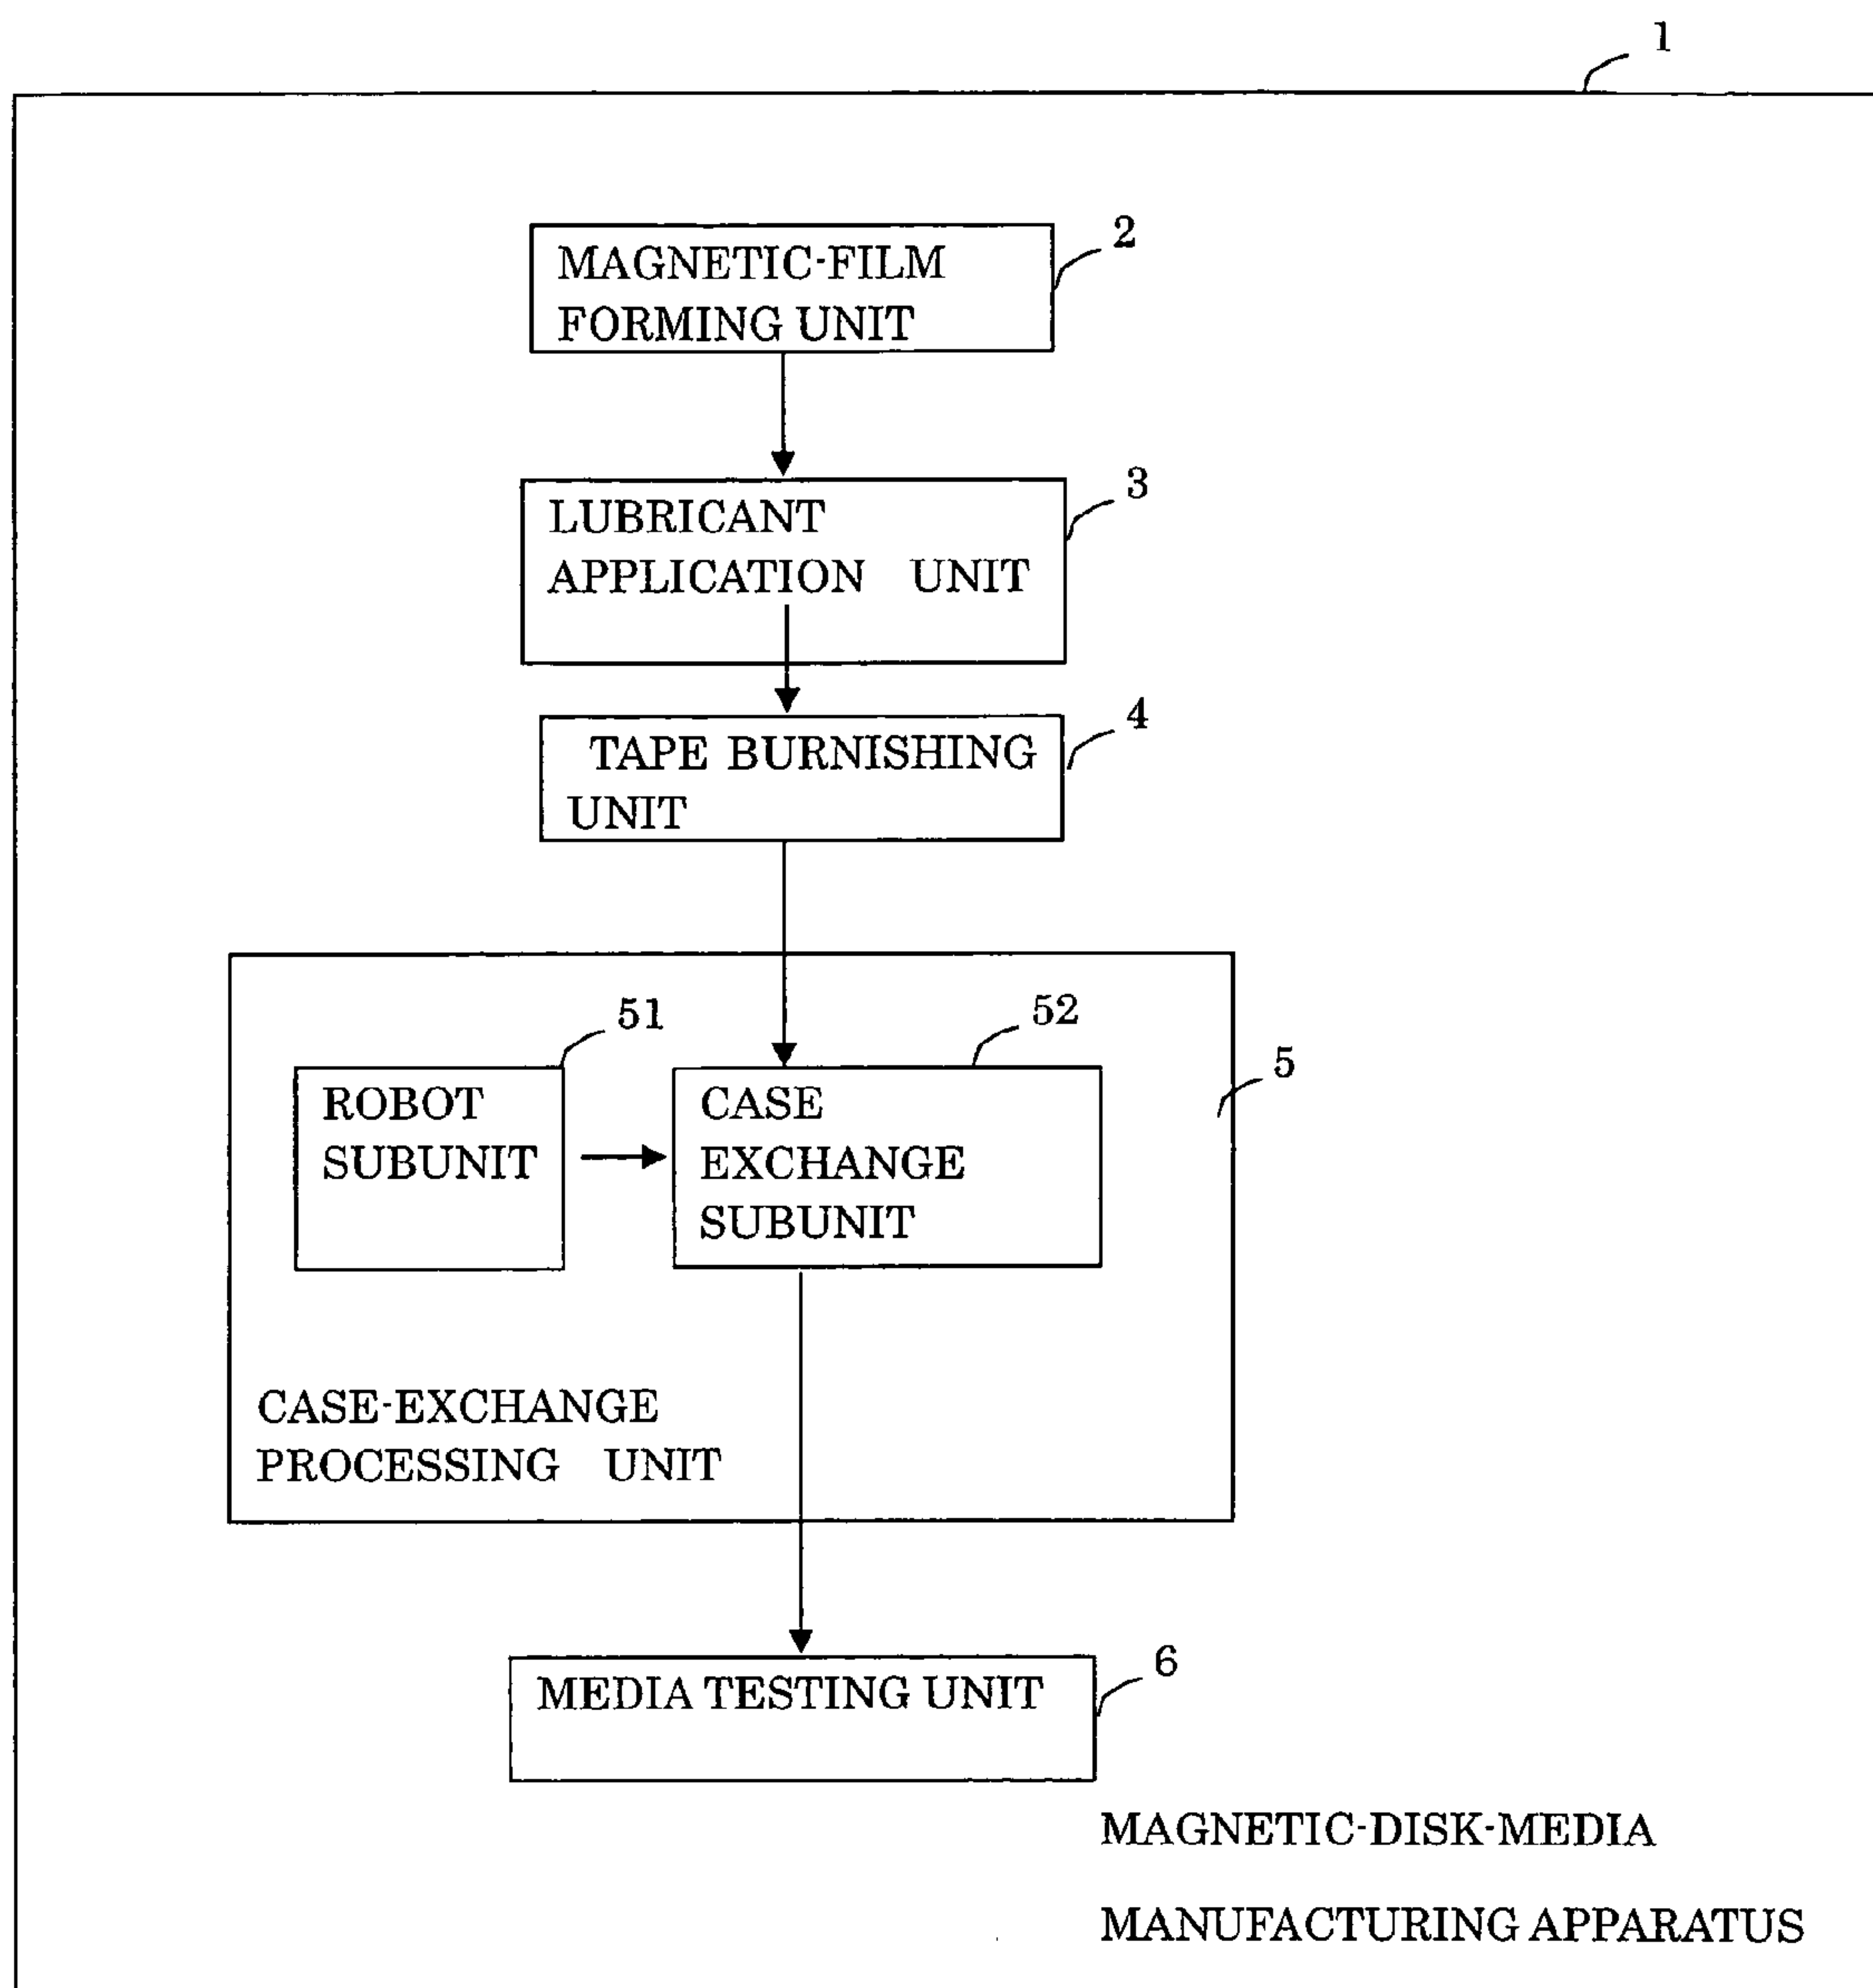 1
2
MAGNETIC-FILM
FORMING UNIT
3
LUBRICANT
APPLICATION UNIT
4
TAPE BURNISHING
UNIT
51
52
5
ROBOT
SUBUNIT
CASE
EXCHANGE
SUBUNIT
CASE-EXCHANGE
PROCESSING UNIT
6
MEDIA TESTING UNIT
MAGNETIC-DISK-MEDIA
MANUFACTURING APPARATUS